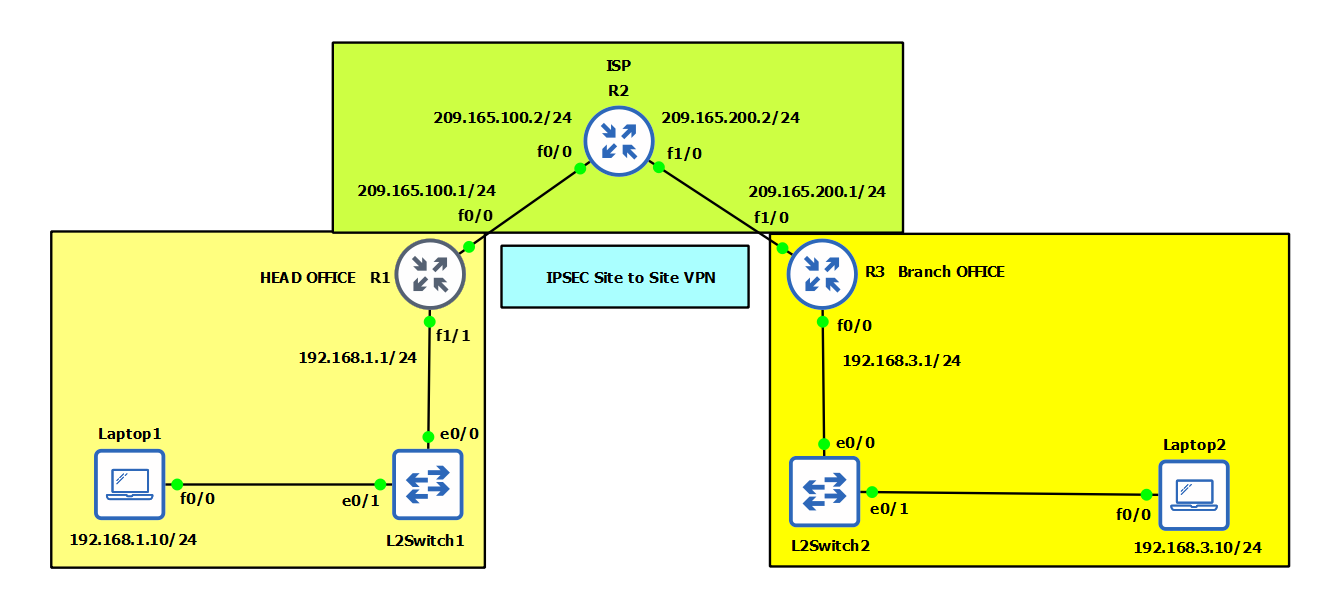 ISP
R2
209.165.100.2/24
209.165.200.2/24
f0/0
f1/0
209.165.100.1/24
209.165.200.1/24
f0/0
f1/0
HEAD OFFICE R1
IPSEC Site to Site VPN
R3 Branch OFFICE
f1/1
f0/0
192.168.1.1/24
192.168.3.1/24
Laptop1
e0/0
e0/0
Laptop2
f0/0
e0/1
e0/1
f0/0
192.168.1.10/24
L2Switch1
L2Switch2
192.168.3.10/24